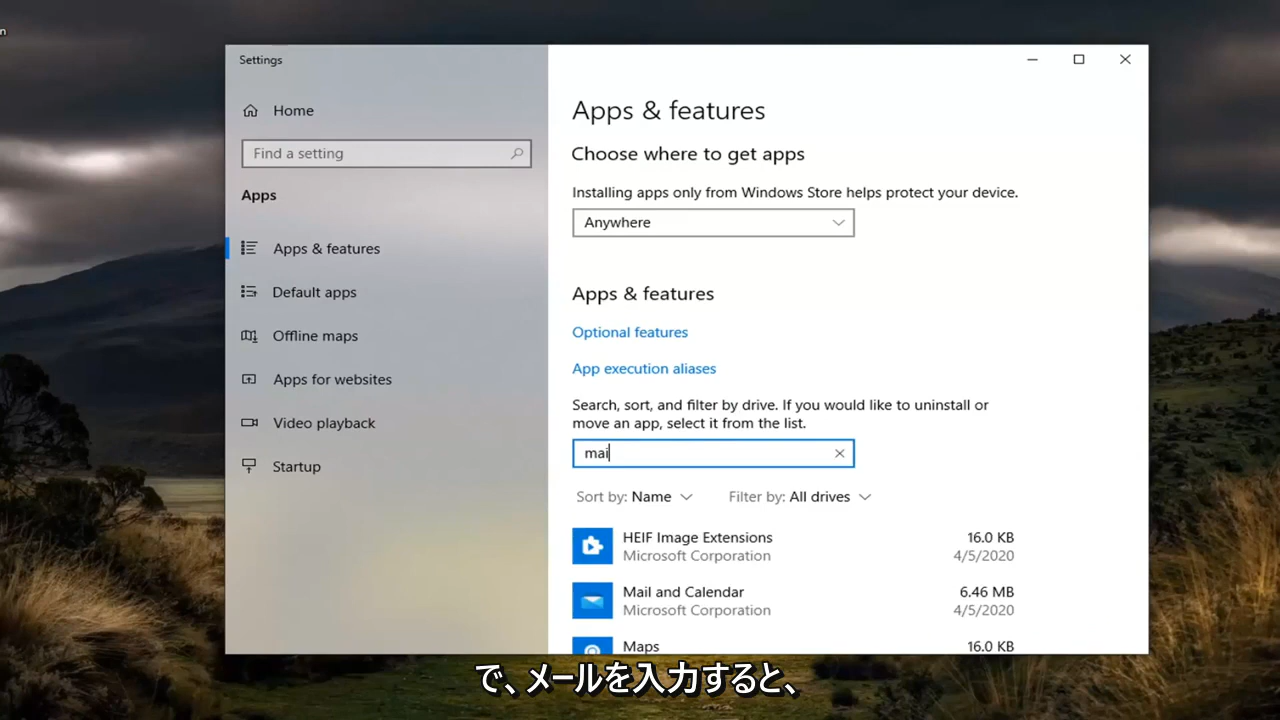 n
Settings
Home
Find a setting
Apps
Apps & features
Default apps
Offline maps
Apps for websites
Video playback
Startup
Apps & features
Choose where to get apps
Installing apps only from Windows Store helps protect your device.
Anywhere
Apps & features
Optional features
App execution aliases
Search, sort, and filter by drive. If you would like to uninstall or
move an app, select it from the list.
mai
Sort by: Name Filter by: All drives
HEIF Image Extensions 16.0 KB
Microsoft Corporation 4/5/2020
Mail and Calendar 6.46 MB
Microsoft Corporation 4/5/2020
Maps 16.0 KB
で、メールを入力すると、